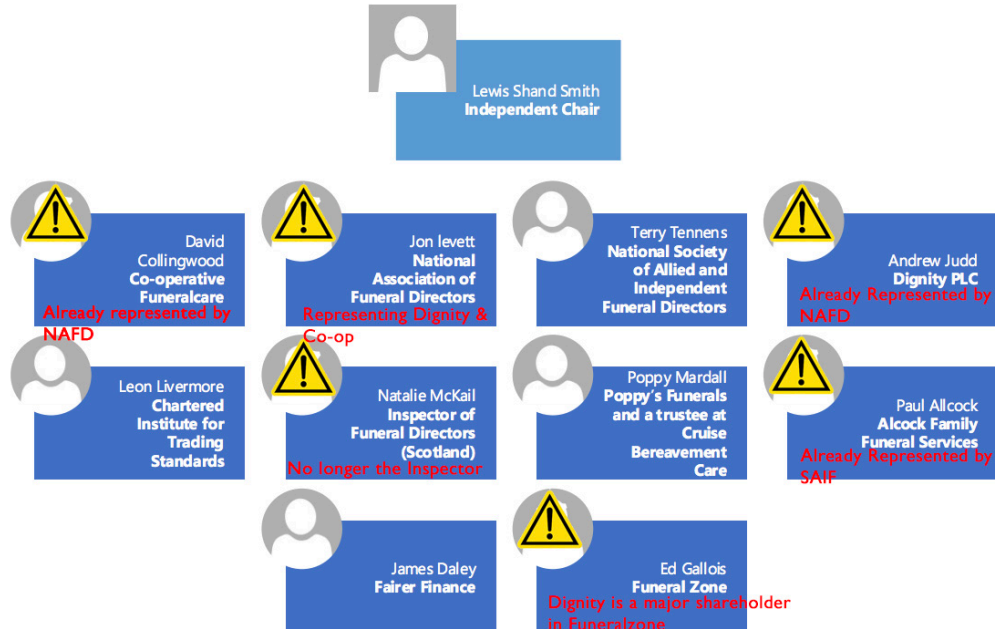 Lewis Shand Smith
Independent Chair
David
Collingwood
Co-operative
Funeralcare
Already represented by
NAFD
Jon levett
National
Association of
Funeral Directors
Representing Dignity &
Co-op
Terry Tennens
National Society
of Allied and
Independent
Funeral Directors
Andrew Judd
Dignity PLC
Already Represented by
NAFD
Leon Livermore
Chartered
Institute for
Trading
Standards
Natalie McKail
Inspector of
Funeral Directors
(Scotland)
No longer the Inspector
Poppy Mardall
Poppy's Funerals
and a trustee at
Cruise
Bereavement
Care
Paul Allcock
Alcock Family
Funeral Services
Already Represented by
SAIF
James Daley
Fairer Finance
Ed Gallois
Funeral Zone
Dignity is a major shareholder
in Funeralzone